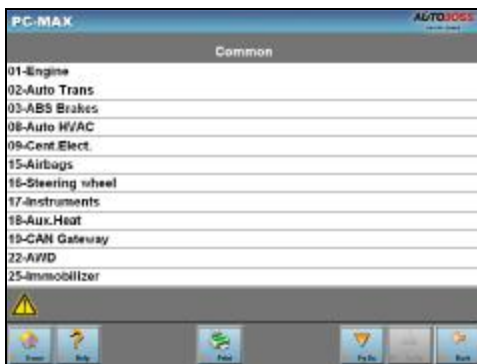 PC-MAX
AUTOBOSS
Common
01-Engine
02-Auto Trans
03-ABS Brakes
08-Auto HVAC
09-Cent.Elect.
15-Airbags
16-Steering wheel
17-Instruments
18-Aux.Heat
19-CAN Gateway
22-AWD
25-Immobilizer
Help
Print
Pg Dn
Back